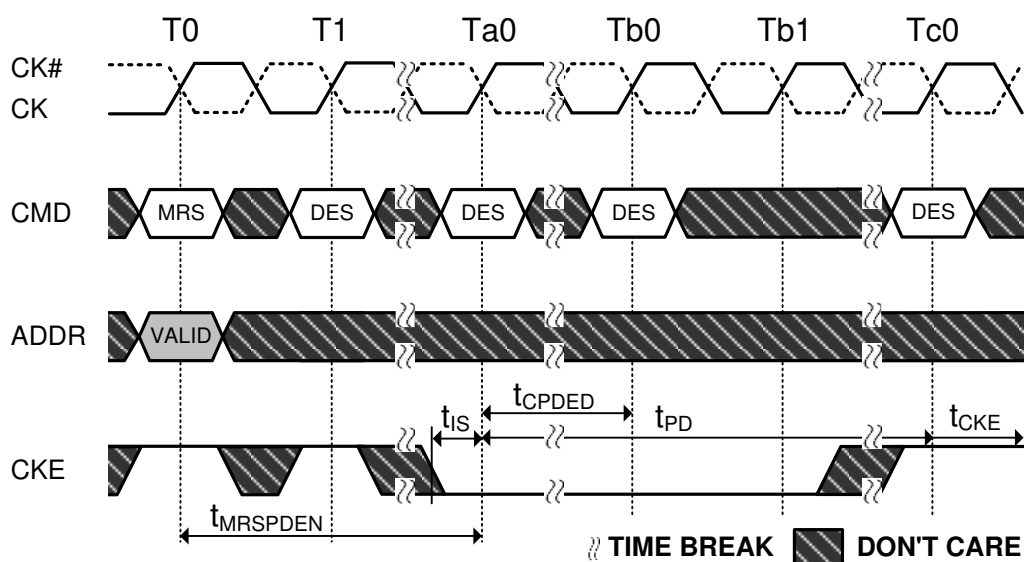 T0 T1 Ta0 Tb0 Tb1 Tc0
CK#
CK
CMD MRS DES DES DES DES
ADDR VALID
tIS tCPDED tPD tCKE
CKE
tMRSPDEN
TIME BREAK DON'T CARE